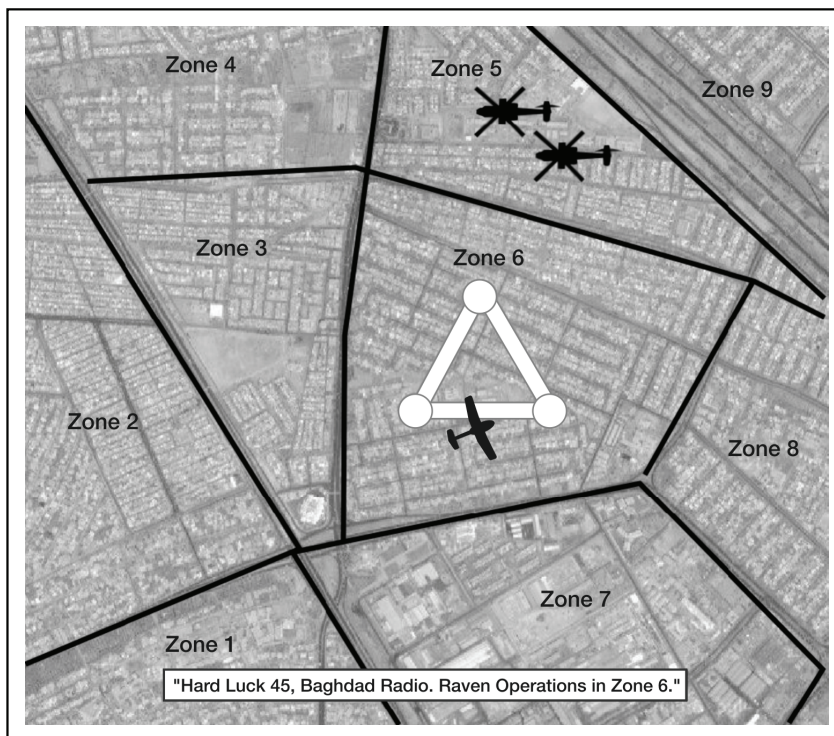 Zone 4
Zone 5
Zone 9
Zone 3
Zone 6
Zone 2
Zone 8
Zone 7
Zone 1
"Hard Luck 45, Baghdad Radio. Raven Operations in Zone 6."